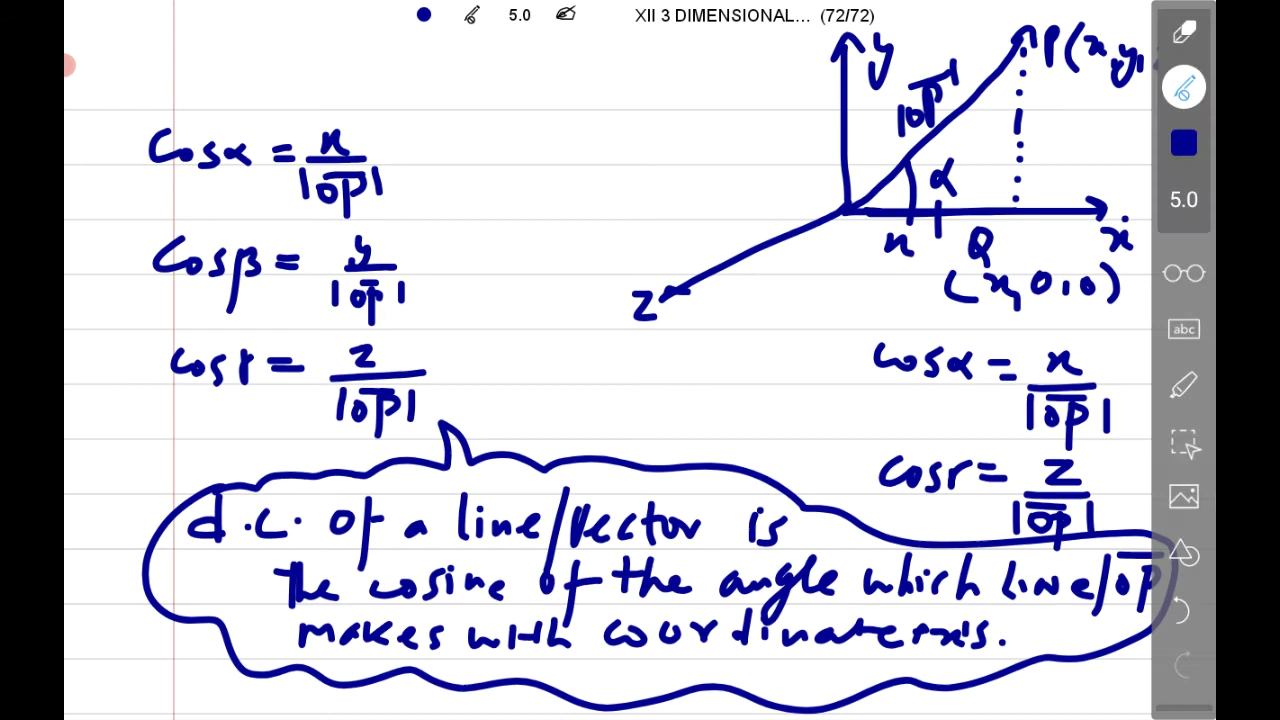 5.0 XII 3 DIMENSIONAL... (72/72)
y
P(x, y,
|OP|
α
x
x
Q
(x, 0, 0)
Z
Cosα = x/|OP|
Cosβ = y/|OP|
Cosγ = z/|OP|
Cosα = x/|OP|
Cosγ = z/|OP|
d.c. of a line/vector is
the cosine of the angle which line/OP
makes with coordinate axis.
5.0
abc